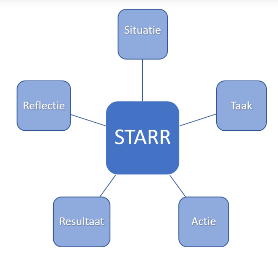 Situatie
Reflectie
Taak
STARR
Resultaat
Actie